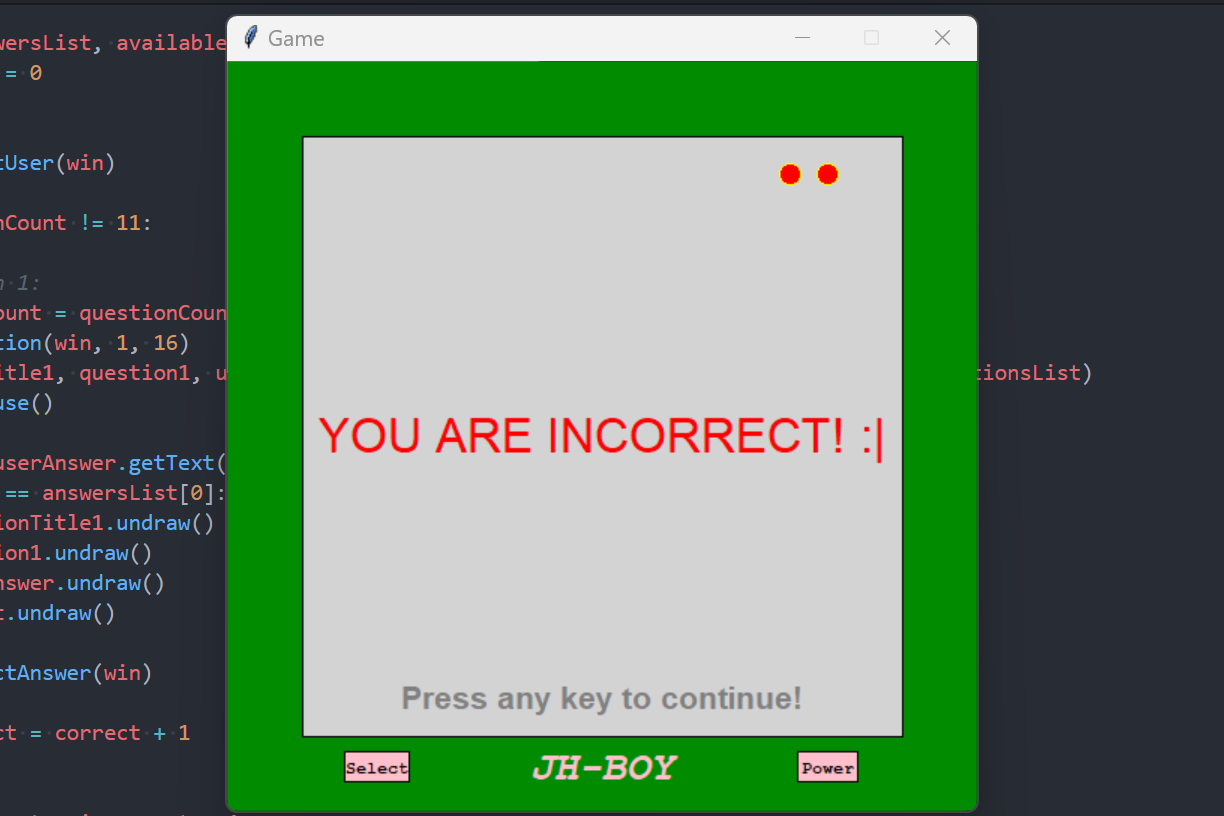 wersList, available
= 0
Game
tUser(win)
nCount != 11:
n 1:
ount = questionCoun
tion(win, 1, 16)
itle1, question1, u
tionsList)
use()
YOU ARE INCORRECT! :|
userAnswer.getText(
== answersList[0]:
ionTitle1.undraw()
ion1.undraw()
nswer.undraw()
t.undraw()
ctAnswer(win)
Press any key to continue!
ct = correct + 1
Select
JH-BOY
Power